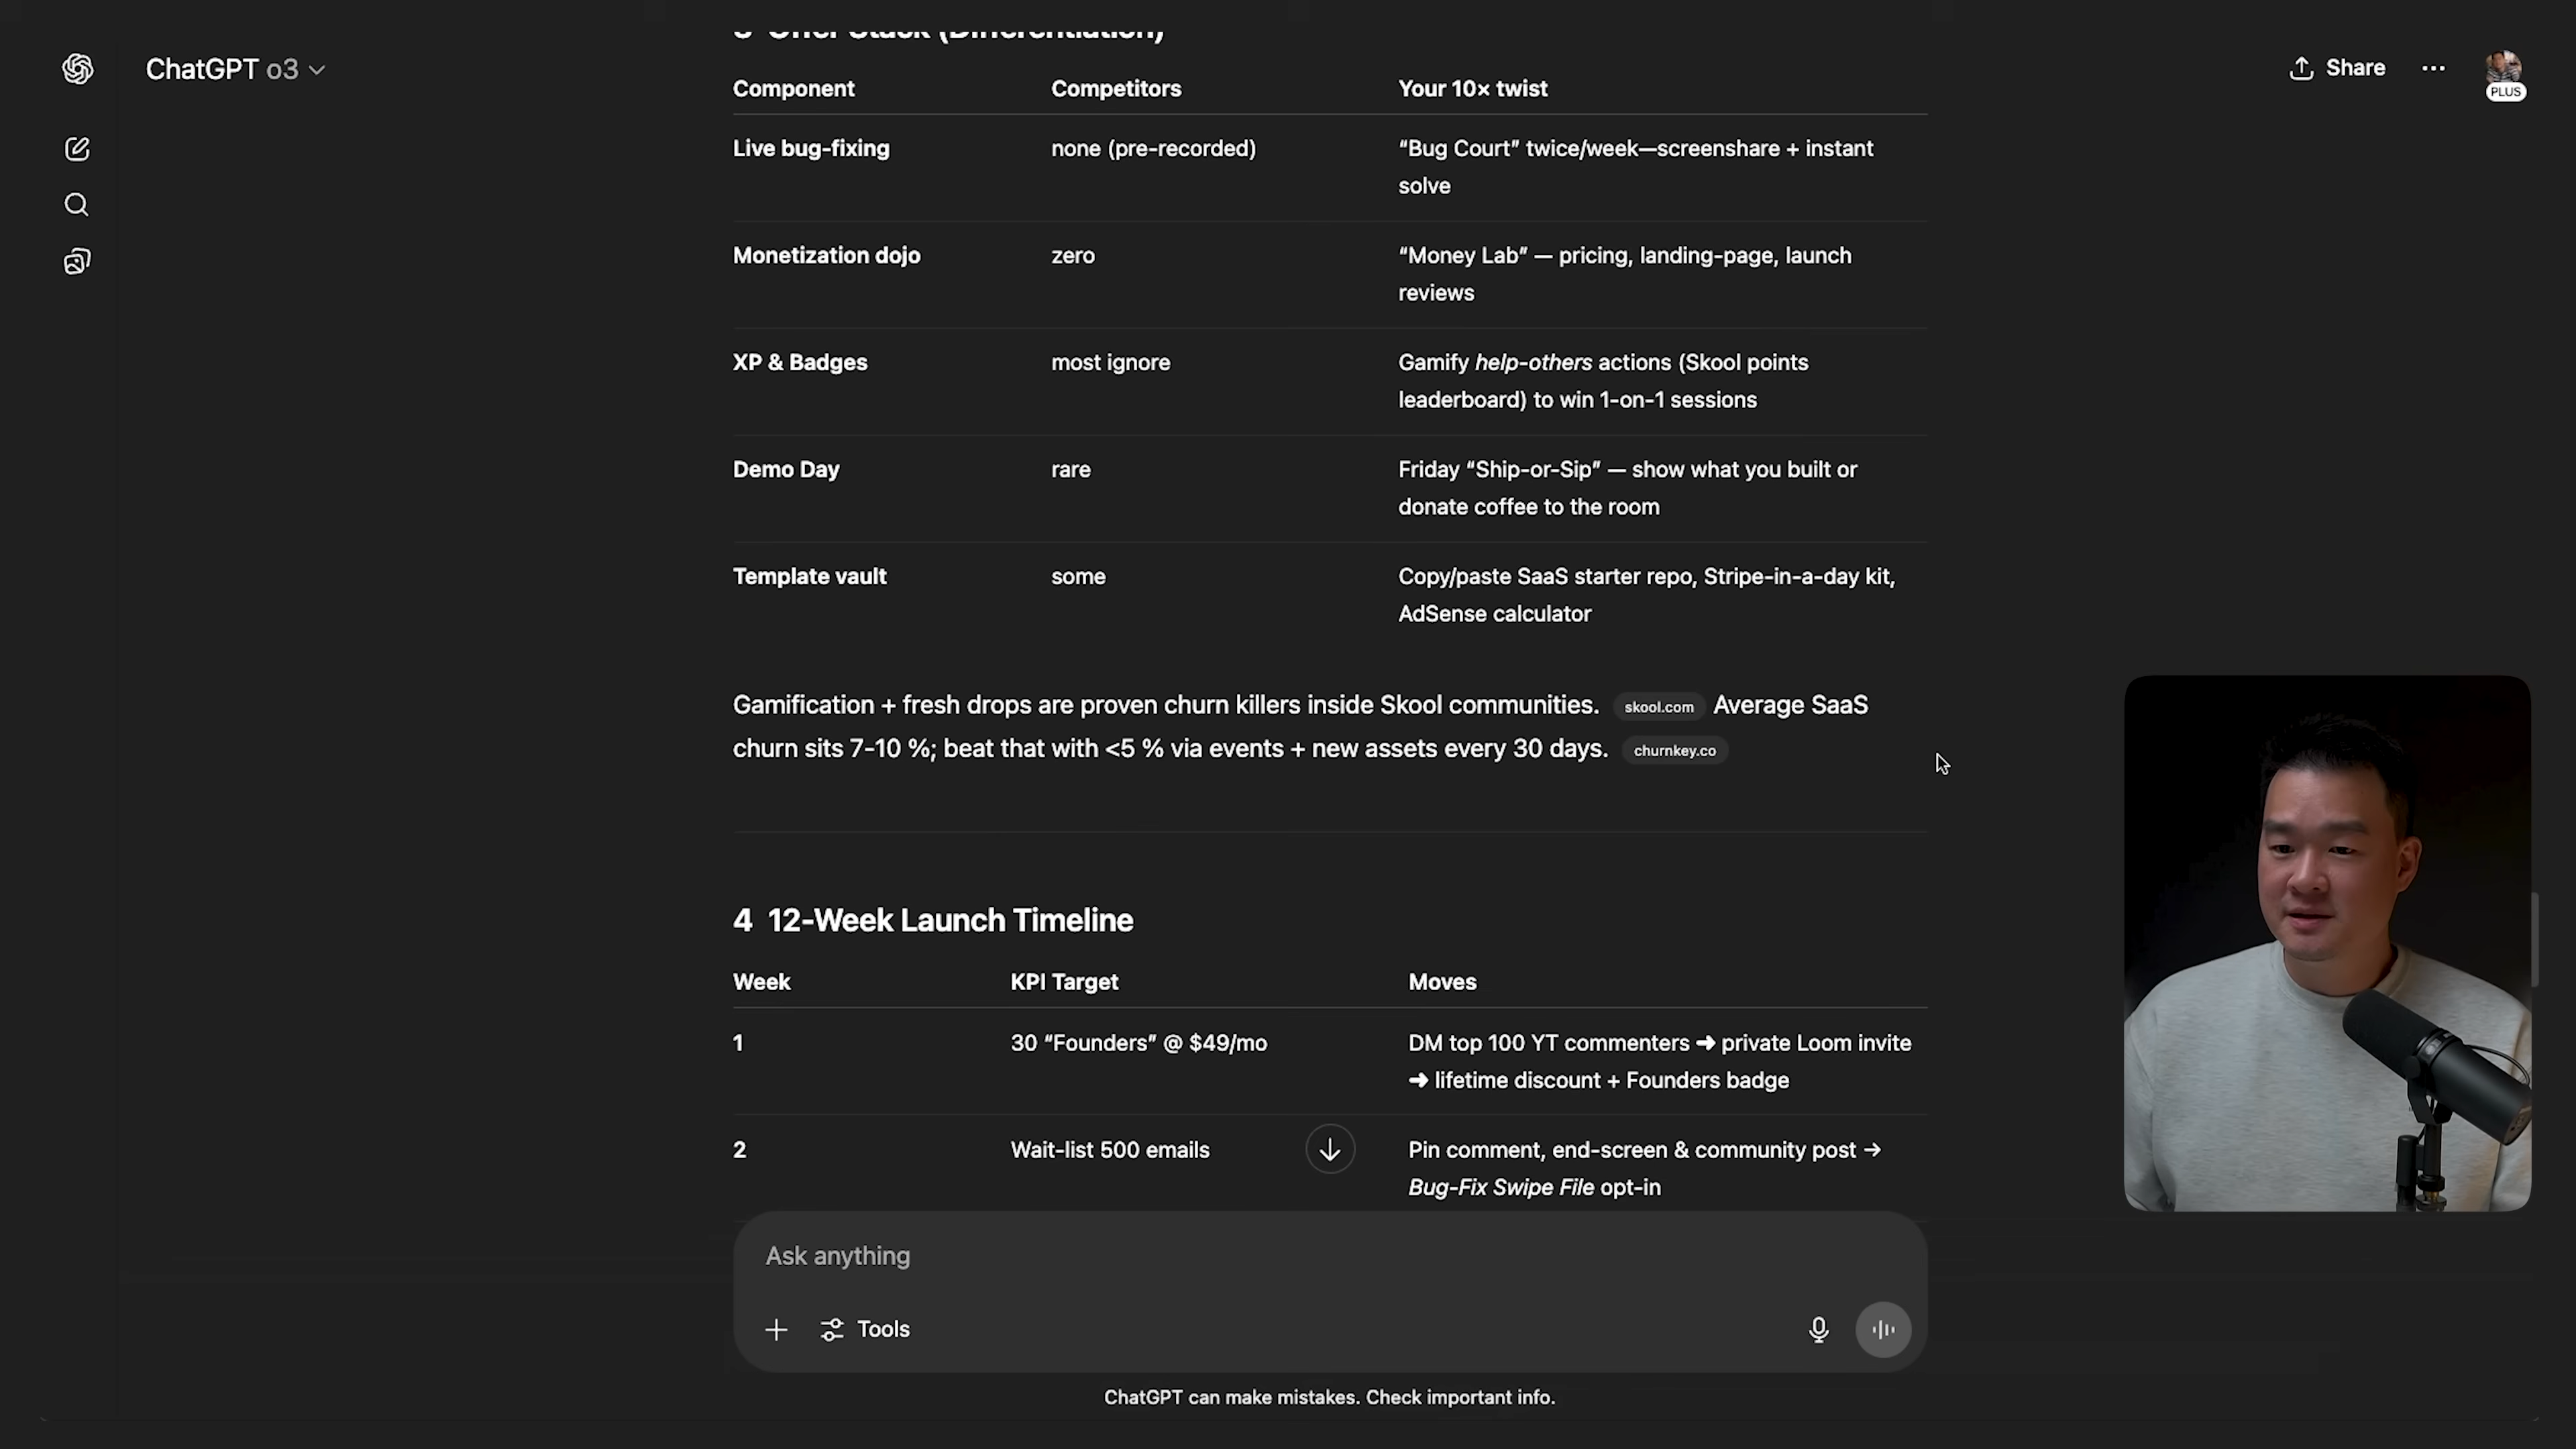 3 Offer Stack (Differentiation)
ChatGPT o3
Share
PLUS
Component Competitors Your 10× twist
Live bug-fixing none (pre-recorded) “Bug Court” twice/week—screenshare + instant
solve
Monetization dojo zero “Money Lab” — pricing, landing-page, launch
reviews
XP & Badges most ignore Gamify help-others actions (Skool points
leaderboard) to win 1-on-1 sessions
Demo Day rare Friday “Ship-or-Sip” — show what you built or
donate coffee to the room
Template vault some Copy/paste SaaS starter repo, Stripe-in-a-day kit,
AdSense calculator
Gamification + fresh drops are proven churn killers inside Skool communities. skool.com Average SaaS
churn sits 7-10 %; beat that with <5 % via events + new assets every 30 days. churnkey.co
4 12-Week Launch Timeline
Week KPI Target Moves
1 30 “Founders” @ $49/mo DM top 100 YT commenters ➜ private Loom invite
➜ lifetime discount + Founders badge
2 Wait-list 500 emails Pin comment, end-screen & community post →
Bug-Fix Swipe File opt-in
Ask anything
Tools
ChatGPT can make mistakes. Check important info.